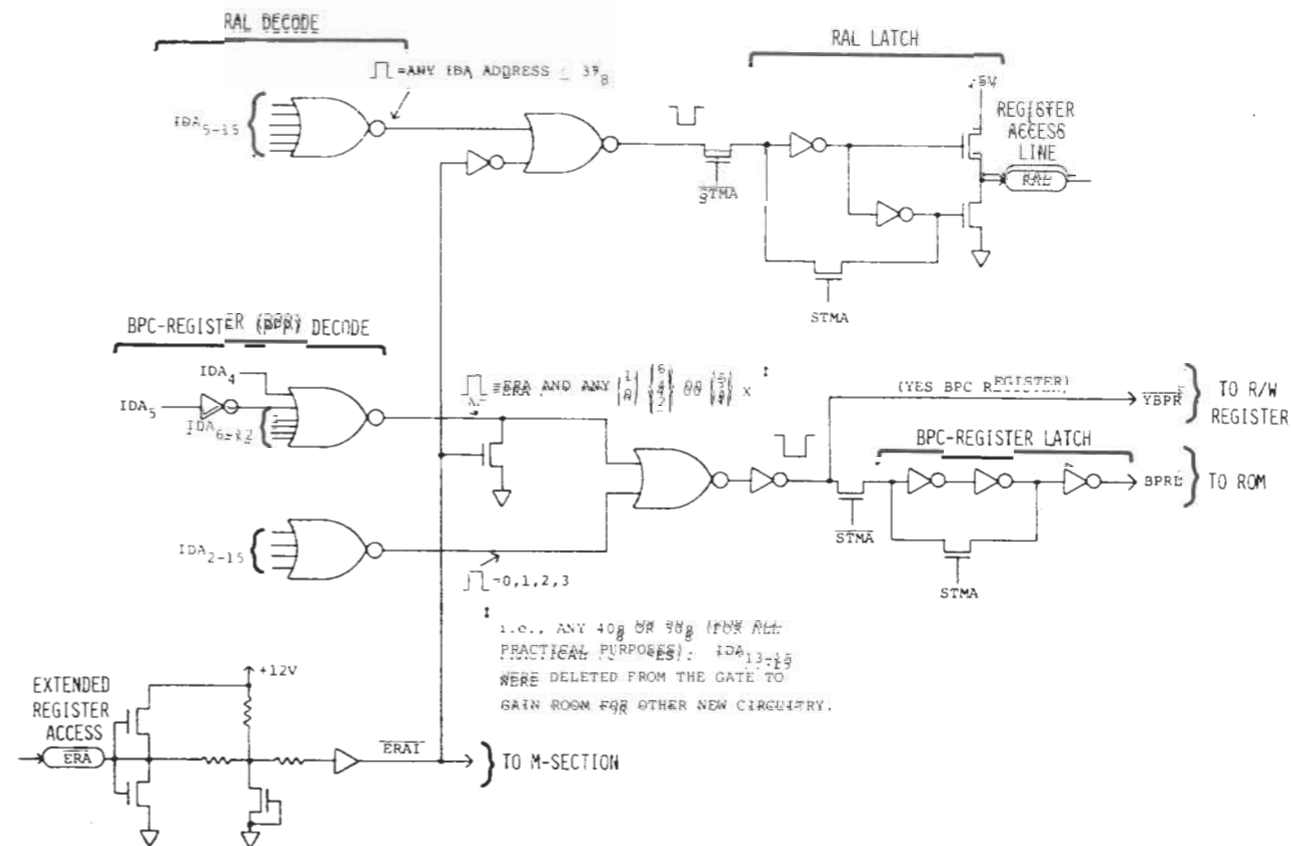 RAL DECODE
=ANY IDA ADDRESS ≤ 37₈
IDA₅₋₁₅
RAL LATCH
+5V
REGISTER
ACCESS
LINE
RAL
STMA
STMA
BPC-REGISTER (BPR) DECODE
IDA₄
IDA₅
IDA₆₋₁₂
=ERA AND ANY
OR
X
‡
(YES BPC REGISTER)
YBPR
TO R/W
REGISTER
BPC-REGISTER LATCH
BPRL
TO ROM
STMA
STMA
IDA₂₋₁₅
=0,1,2,3
‡
i.e., ANY 40₈ OR 50₈ (FOR ALL
PRACTICAL PURPOSES). IDA₁₃₋₁₅
WERE DELETED FROM THE GATE TO
GAIN ROOM FOR OTHER NEW CIRCUITRY.
+12V
EXTENDED
REGISTER
ACCESS
ERA
ERAI
TO M-SECTION